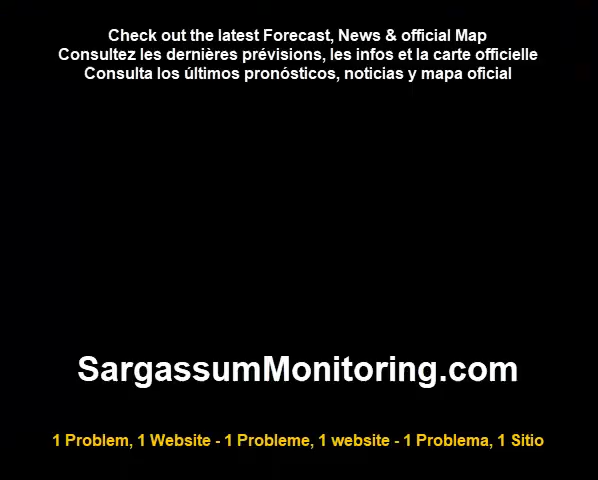 Check out the latest Forecast, News & official Map
Consultez les dernières prévisions, les infos et la carte officielle
Consulta los últimos pronósticos, noticias y mapa oficial
SargassumMonitoring.com
1 Problem, 1 Website - 1 Probleme, 1 website - 1 Problema, 1 Sitio